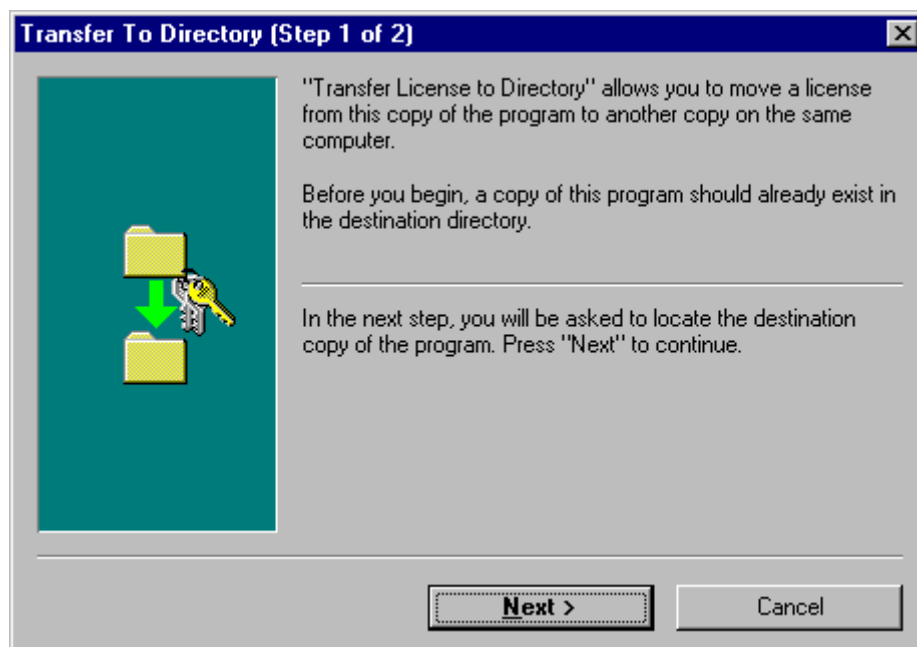 Transfer To Directory (Step 1 of 2)
"Transfer License to Directory" allows you to move a license
from this copy of the program to another copy on the same
computer.
Before you begin, a copy of this program should already exist in
the destination directory.
In the next step, you will be asked to locate the destination
copy of the program. Press "Next" to continue.
Next >
Cancel